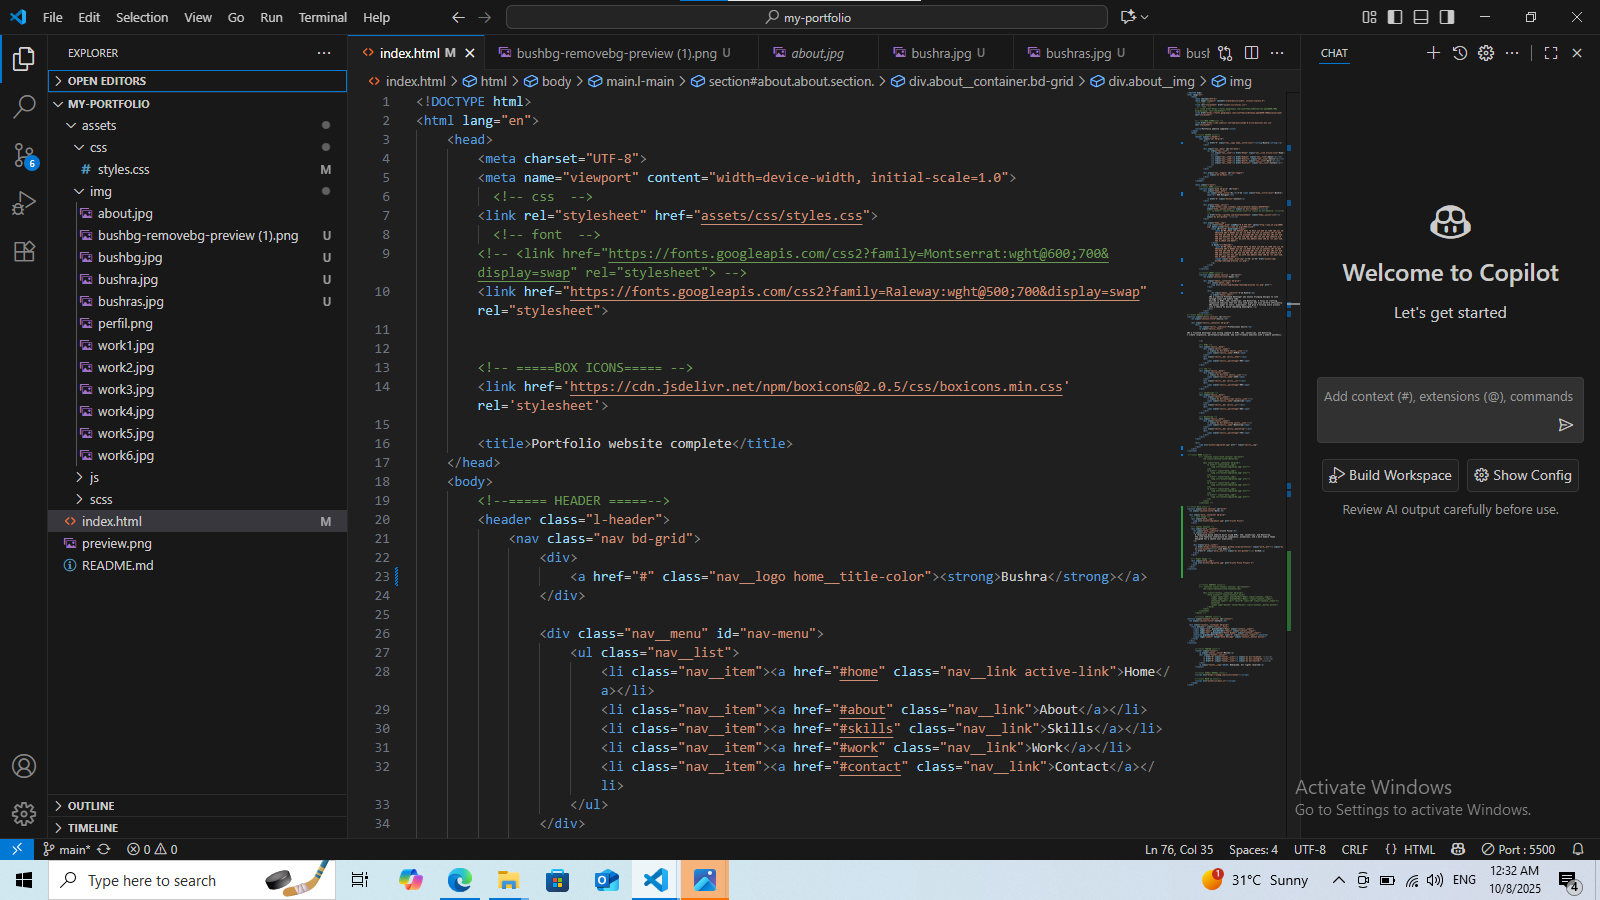 File Edit Selection View Go Run Terminal Help
my-portfolio
EXPLORER
OPEN EDITORS
MY-PORTFOLIO
assets
css
# styles.css M
img
about.jpg
bushbg-removebg-preview (1).png U
bushbg.jpg U
bushra.jpg U
bushras.jpg U
perfil.png
work1.jpg
work2.jpg
work3.jpg
work4.jpg
work5.jpg
work6.jpg
js
scss
index.html M
preview.png
README.md
OUTLINE
TIMELINE
6
index.html M
bushbg-removebg-preview (1).png U
about.jpg
bushra.jpg U
bushras.jpg U
bush
index.html > html > body > main.l-main > section#about.about.section. > div.about__container.bd-grid > div.about__img > img
1 <!DOCTYPE html>
2 <html lang="en">
3 <head>
4 <meta charset="UTF-8">
5 <meta name="viewport" content="width=device-width, initial-scale=1.0">
6 <!-- css -->
7 <link rel="stylesheet" href="assets/css/styles.css">
8 <!-- font -->
9 <!-- <link href="https://fonts.googleapis.com/css2?family=Montserrat:wght@600;700&
display=swap" rel="stylesheet"> -->
10 <link href="https://fonts.googleapis.com/css2?family=Raleway:wght@500;700&display=swap"
rel="stylesheet">
11
12
13 <!-- =====BOX ICONS===== -->
14 <link href='https://cdn.jsdelivr.net/npm/boxicons@2.0.5/css/boxicons.min.css'
rel='stylesheet'>
15
16 <title>Portfolio website complete</title>
17 </head>
18 <body>
19 <!--===== HEADER =====-->
20 <header class="l-header">
21 <nav class="nav bd-grid">
22 <div>
23 <a href="#" class="nav__logo home__title-color"><strong>Bushra</strong></a>
24 </div>
25
26 <div class="nav__menu" id="nav-menu">
27 <ul class="nav__list">
28 <li class="nav__item"><a href="#home" class="nav__link active-link">Home</
a></li>
29 <li class="nav__item"><a href="#about" class="nav__link">About</a></li>
30 <li class="nav__item"><a href="#skills" class="nav__link">Skills</a></li>
31 <li class="nav__item"><a href="#work" class="nav__link">Work</a></li>
32 <li class="nav__item"><a href="#contact" class="nav__link">Contact</a></
li>
33 </ul>
34 </div>
CHAT
Welcome to Copilot
Let's get started
Add context (#), extensions (@), commands
Build Workspace
Show Config
Review AI output carefully before use.
Activate Windows
Go to Settings to activate Windows.
main* 0 0
Ln 76, Col 35 Spaces: 4 UTF-8 CRLF {} HTML Port : 5500
Type here to search
1 31°C Sunny
ENG
12:32 AM
10/8/2025
4